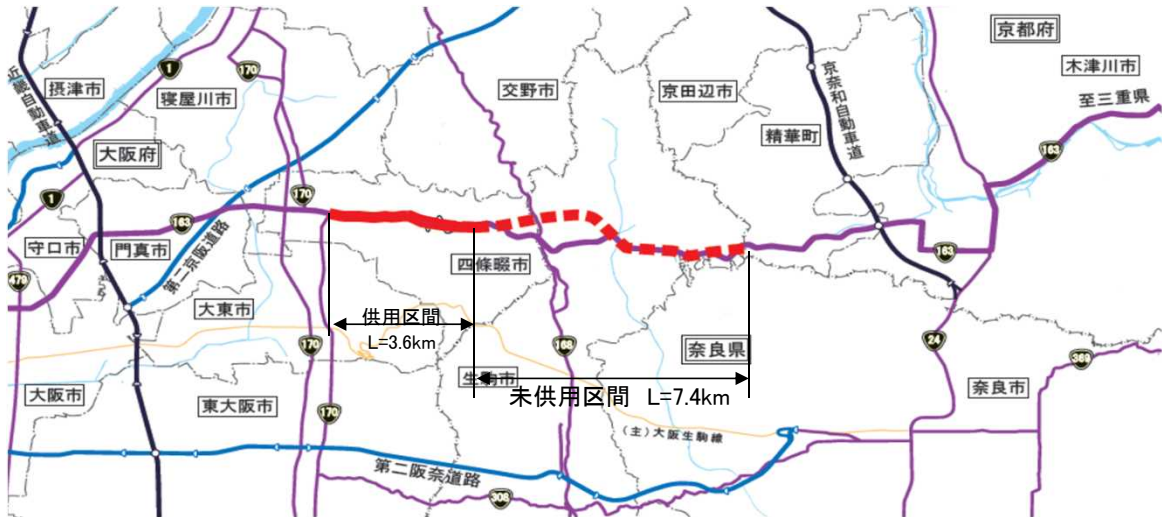 京都府
木津川市
至三重県
163
1
170
摂津市
寝屋川市
近畿自動車道
交野市
京田辺市
精華町
京奈和自動車道
大阪府
1
170
163
守口市
門真市
第二京阪道路
163
479
四條畷市
大東市
供用区間
L=3.6km
170
168
奈良県
24
369
生駒市
未供用区間 L=7.4km
大阪市
東大阪市
170
奈良市
(主)大阪生駒線
第二阪奈道路
308